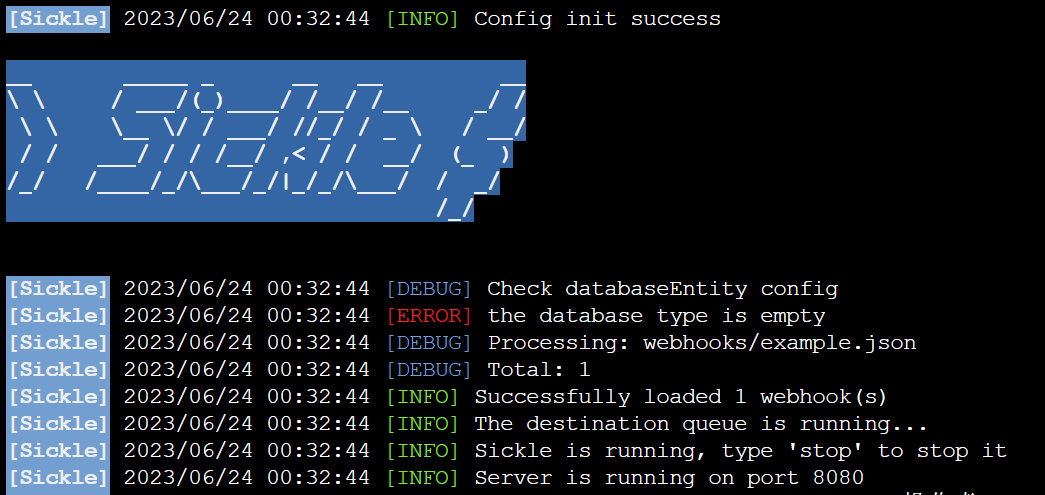 [Sickle] 2023/06/24 00:32:44 [INFO] Config init success
Sickle
[Sickle] 2023/06/24 00:32:44 [DEBUG] Check databaseEntity config
[Sickle] 2023/06/24 00:32:44 [ERROR] the database type is empty
[Sickle] 2023/06/24 00:32:44 [DEBUG] Processing: webhooks/example.json
[Sickle] 2023/06/24 00:32:44 [DEBUG] Total: 1
[Sickle] 2023/06/24 00:32:44 [INFO] Successfully loaded 1 webhook(s)
[Sickle] 2023/06/24 00:32:44 [INFO] The destination queue is running...
[Sickle] 2023/06/24 00:32:44 [INFO] Sickle is running, type 'stop' to stop it
[Sickle] 2023/06/24 00:32:44 [INFO] Server is running on port 8080